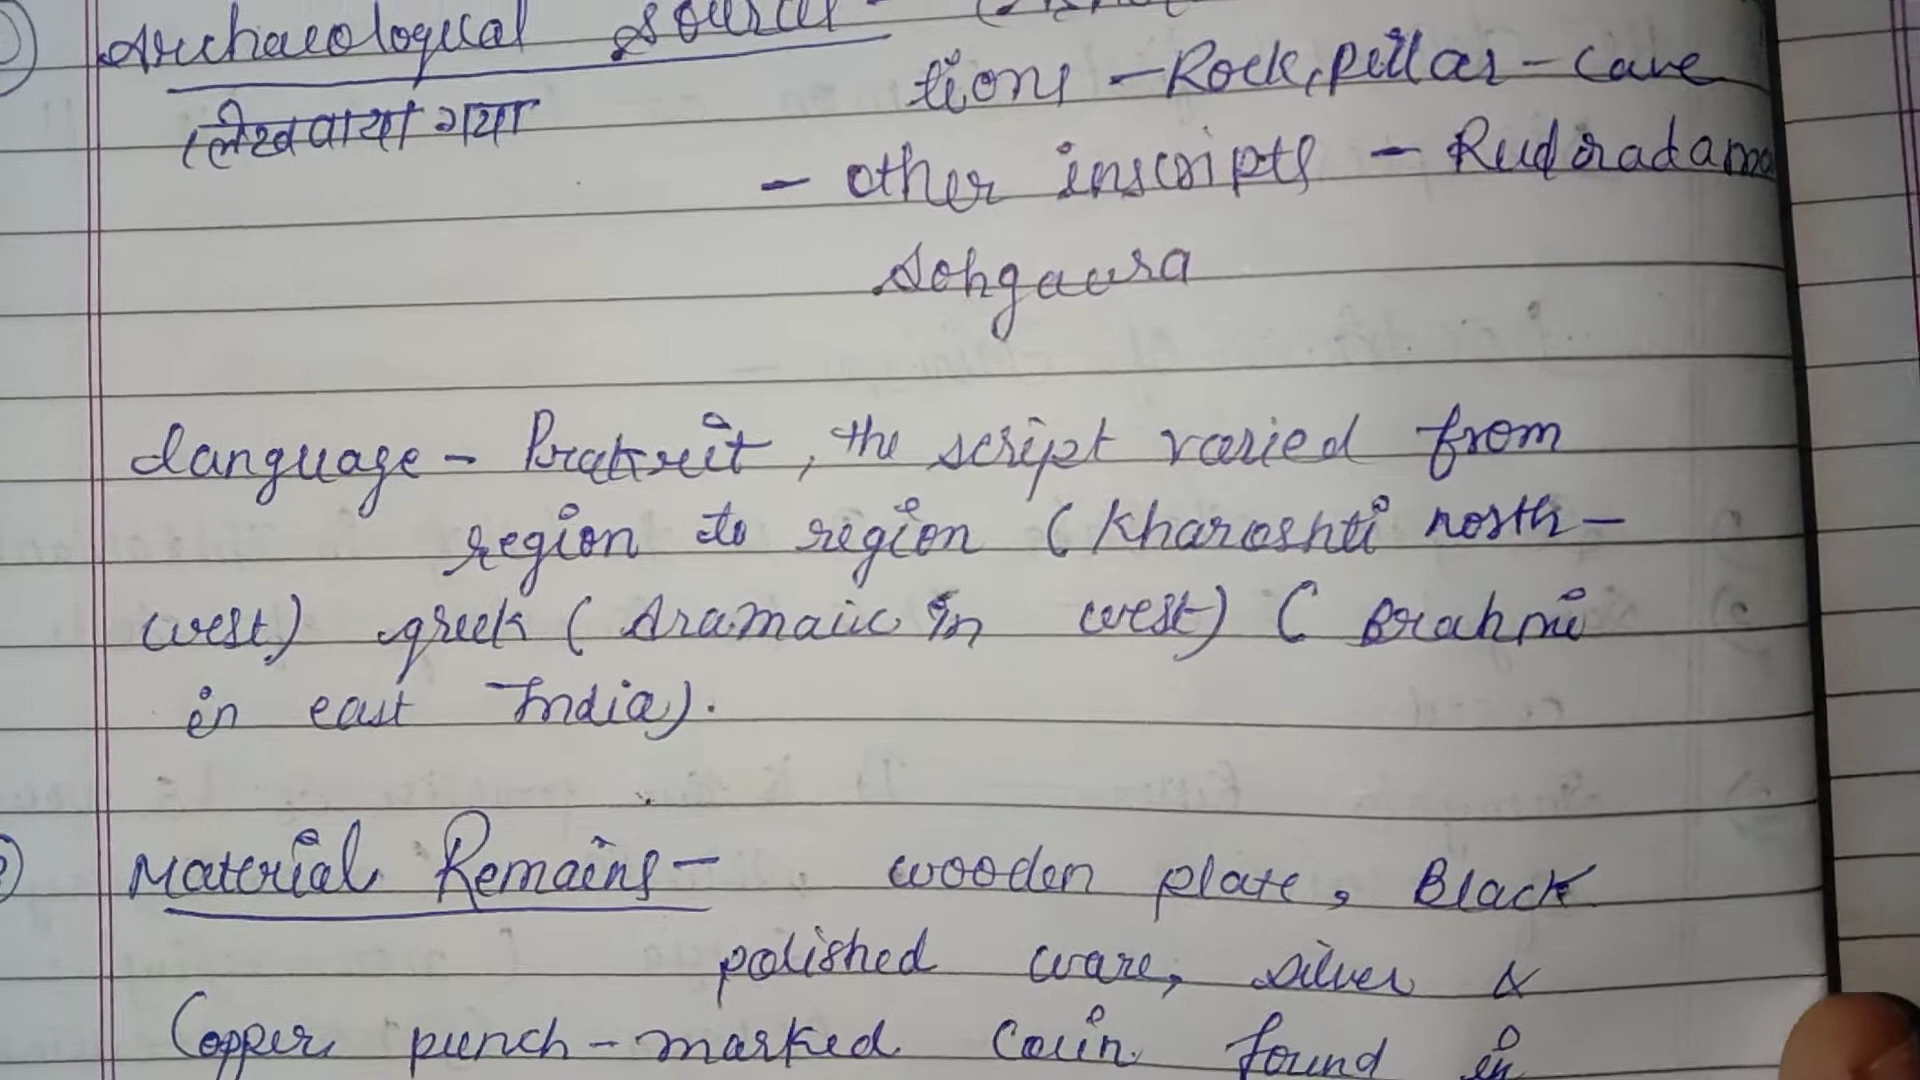 Archaeological Source -
tions - Rock, pillar - cave
लेखवाया गया
- other inscripts - Rudradama
Sohgaura
language - Prakrit, the script varied from
region to region (Kharoshti north -
west) greek (Aramaic in west) (Brahmi
in east India).
Material Remains - wooden plate, Black
polished ware, silver &
Copper punch-marked coin found in